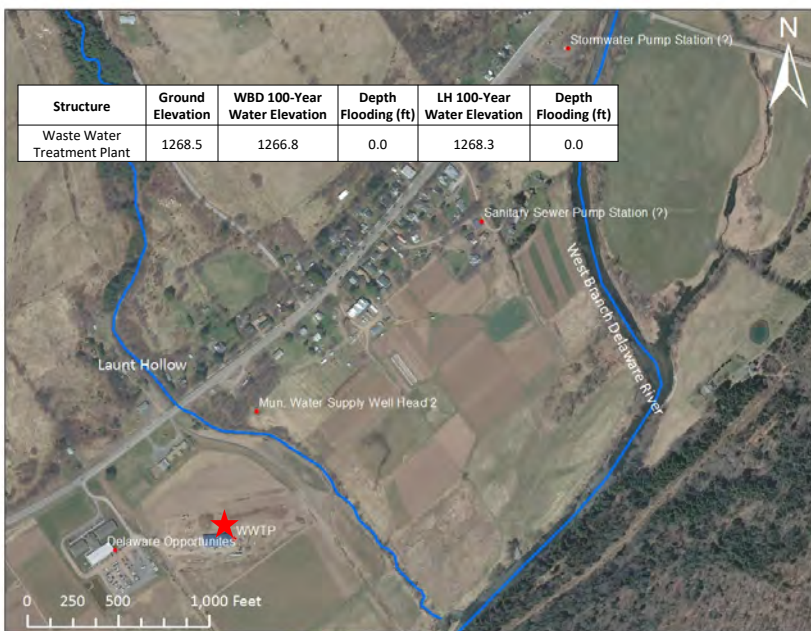 Stormwater Pump Station (?)
N
Structure
Ground Elevation
WBD 100-Year Water Elevation
Depth Flooding (ft)
LH 100-Year Water Elevation
Depth Flooding (ft)
Waste Water Treatment Plant
1268.5
1266.8
0.0
1268.3
0.0
Sanitary Sewer Pump Station (?)
West Branch Delaware River
Launt Hollow
Mun. Water Supply Well Head 2
WWTP
Delaware Opportunites
0 250 500 1,000 Feet